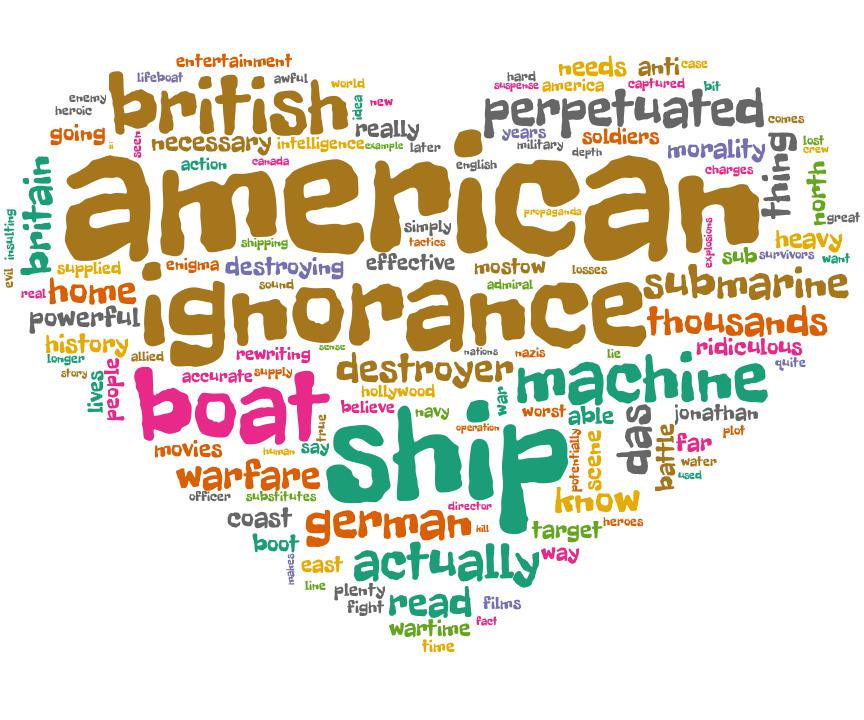 entertainment
lifeboat
awful
world
hard
needs
anti
case
suspense
america
captured
bit
enemy
heroic
british
idea
new
perpetuated
comes
going
ii
seen
necessary
intelligence
example
really
later
years
military
depth
soldiers
morality
thing
lost
crew
action
canada
english
charges
north
great
britain
american
propaganda
simply
tactics
shipping
explosions
heavy
sub
survivors
want
insulting
evil
supplied
enigma
destroying
effective
mostow
losses
real
home
sound
admiral
submarine
powerful
ignorance
thousands
history
longer
allied
rewriting
sense
nations
nazis
lie
ridiculous
quite
story
accurate
supply
destroyer
machine
lives
people
boat
hollywood
believe
navy
war
worst
able
das
jonathan
true
operation
plot
movies
human
say
ship
potentially
scene
battle
far
water
used
warfare
officer
substitutes
director
know
coast
german
hill
target
heroes
boot
makes
east
actually
way
line
plenty
fight
read
films
wartime
fact
time